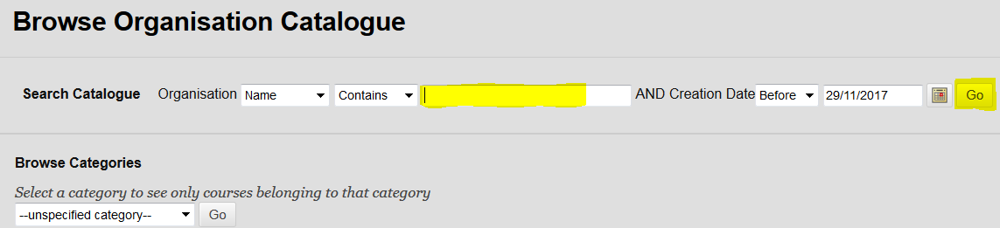 Browse Organisation Catalogue
Search Catalogue Organisation Name Contains AND Creation Date Before 29/11/2017 Go
Browse Categories
Select a category to see only courses belonging to that category
--unspecified category-- Go